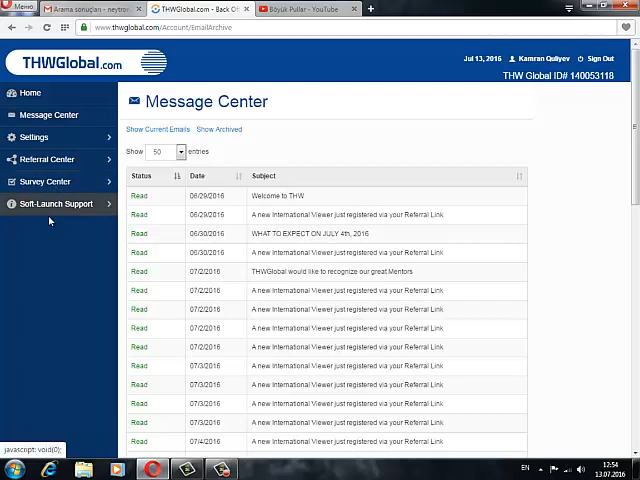 Меню
Arama sonuçları - neytron
THWGlobal.com - Back Of
Böyük Pullar - YouTube
www.thwglobal.com/Account/EmailArchive
THWGlobal.com
Jul 13, 2016 Kamran Quliyev Sign Out
THW Global ID# 140053118
Home
Message Center
Settings
Referral Center
Survey Center
Soft-Launch Support
Message Center
Show Current Emails Show Archived
Show 50 entries
Status Date Subject
Read 06/29/2016 Welcome to THW
Read 06/29/2016 A new International Viewer just registered via your Referral Link
Read 06/30/2016 WHAT TO EXPECT ON JULY 4th, 2016
Read 06/30/2016 A new International Viewer just registered via your Referral Link
Read 07/2/2016 THWGlobal would like to recognize our great Mentors
Read 07/2/2016 A new International Viewer just registered via your Referral Link
Read 07/2/2016 A new International Viewer just registered via your Referral Link
Read 07/2/2016 A new International Viewer just registered via your Referral Link
Read 07/2/2016 A new International Viewer just registered via your Referral Link
Read 07/3/2016 A new International Viewer just registered via your Referral Link
Read 07/3/2016 A new International Viewer just registered via your Referral Link
Read 07/3/2016 A new International Viewer just registered via your Referral Link
Read 07/3/2016 A new International Viewer just registered via your Referral Link
Read 07/4/2016 A new International Viewer just registered via your Referral Link
javascript: void(0);
EN
12:54
13.07.2016